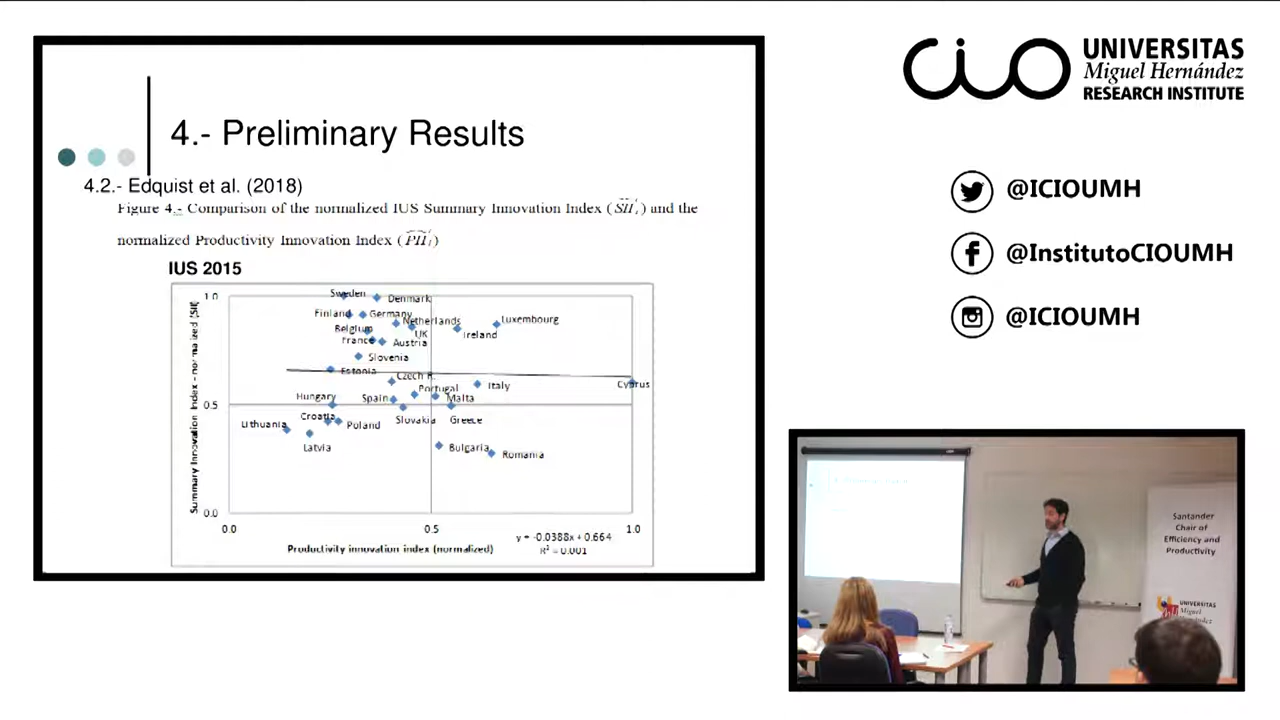 4.- Preliminary Results
4.2.- Edquist et al. (2018)
Figure 4.- Comparison of the normalized IUS Summary Innovation Index (SII) and the
normalized Productivity Innovation Index (PII)
IUS 2015
1.0
Sweden
Denmark
Finland
Germany
Netherlands
Luxembourg
Belgium
UK
Ireland
France
Austria
Slovenia
Estonia
Czech R.
Cyprus
Italy
Portugal
Hungary
Spain
Malta
0.5
Croatia
Slovakia
Greece
Lithuania
Poland
Latvia
Bulgaria
Romania
0.0
Summary Innovation Index - normalized (SII)
0.0
0.5
1.0
y = -0.0388x + 0.664
R² = 0.001
Productivity innovation index (normalized)
cio
UNIVERSITAS
Miguel Hernández
RESEARCH INSTITUTE
@ICIOUMH
@InstitutoCIOUMH
@ICIOUMH
Santander
Chair of
Efficiency and
Productivity
UNIVERSITAS
Miguel
Hernández